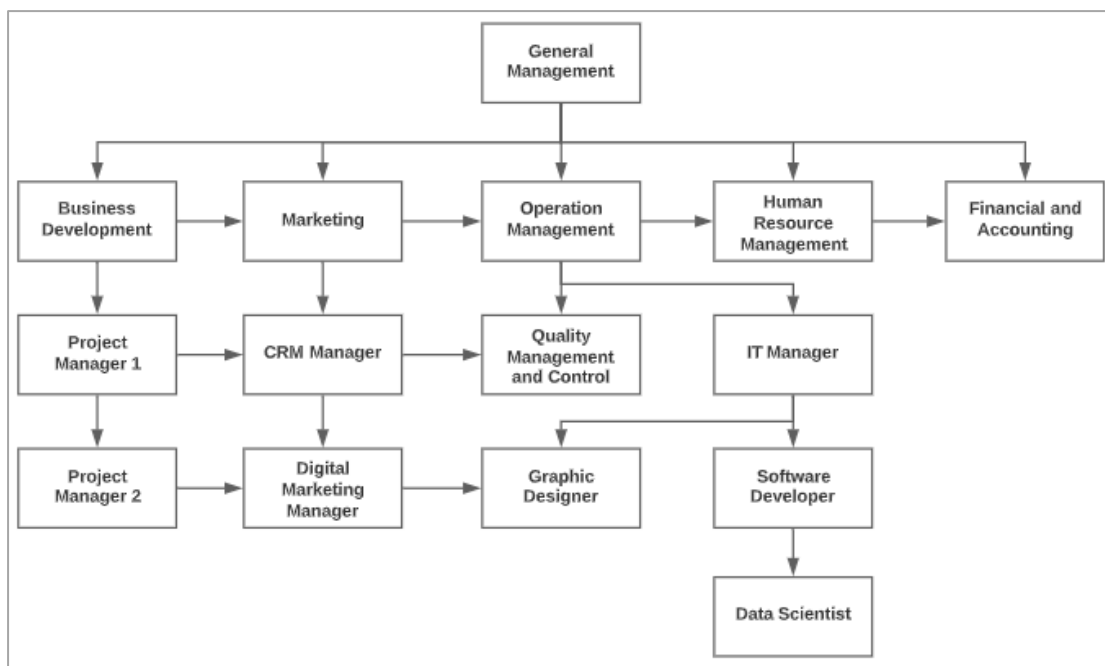 General
Management
Business
Development
Marketing
Operation
Management
Human
Resource
Management
Financial and
Accounting
Project
Manager 1
CRM Manager
Quality
Management
and Control
IT Manager
Project
Manager 2
Digital
Marketing
Manager
Graphic
Designer
Software
Developer
Data Scientist